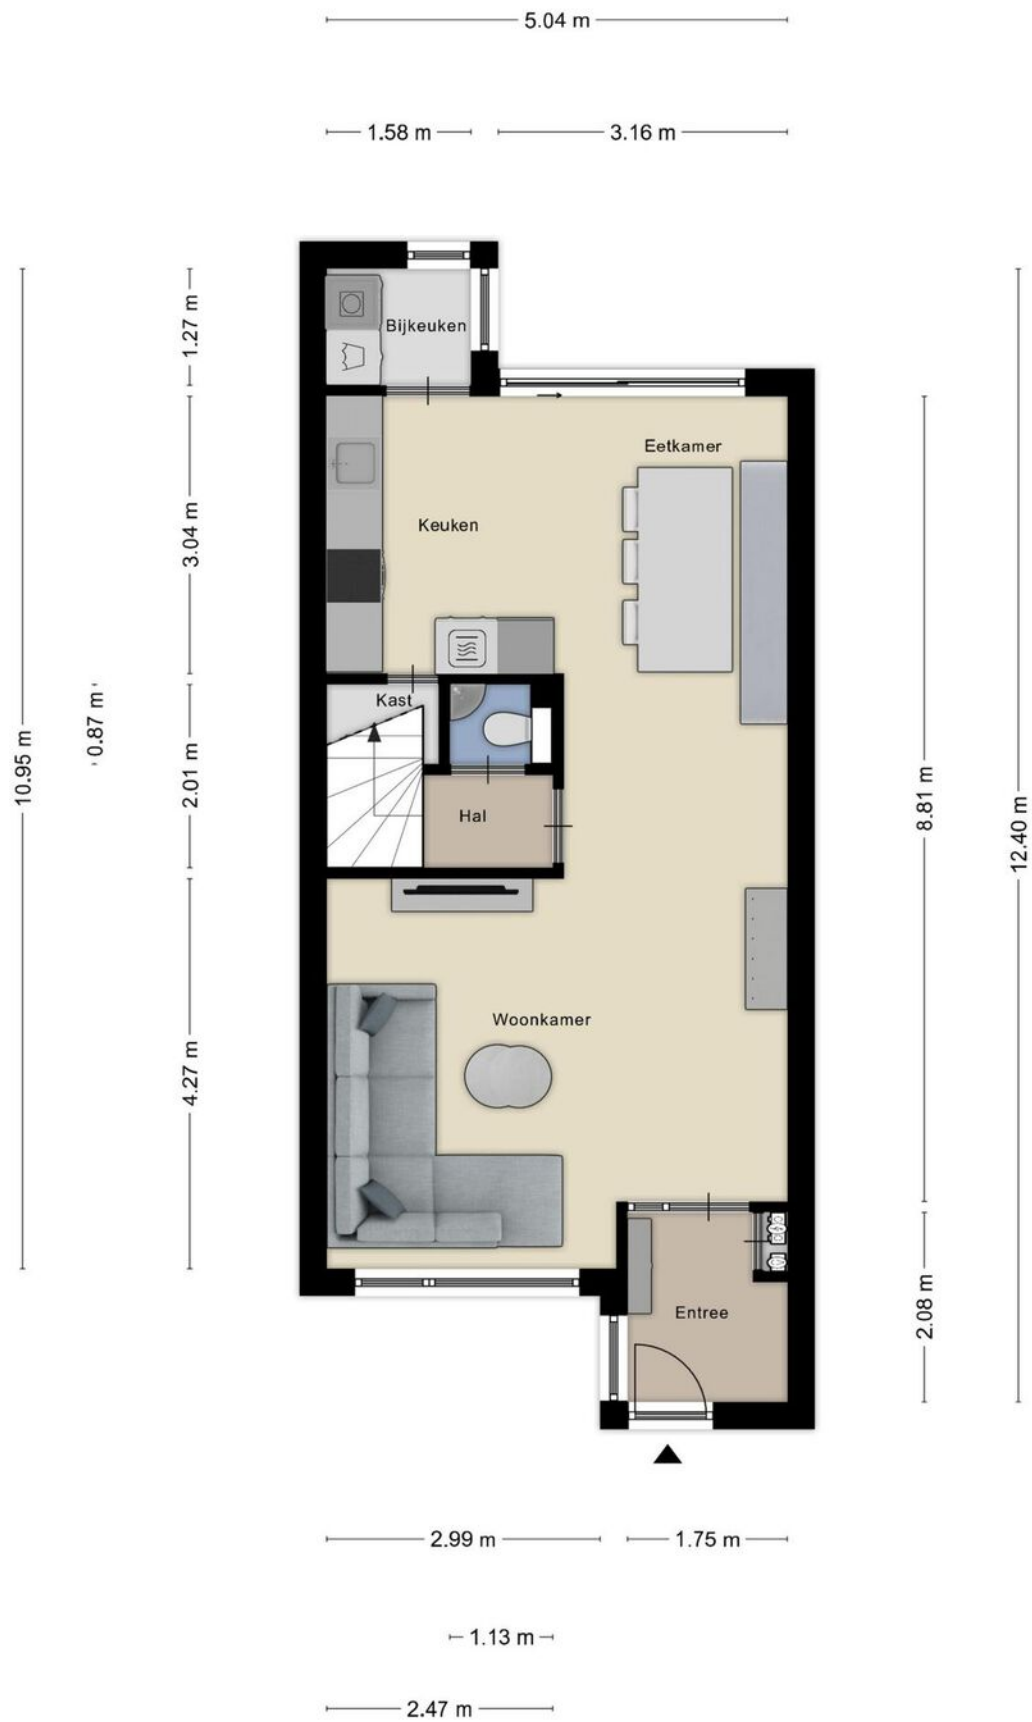 5.04 m
1.58 m
3.16 m
Bijkeuken
1.27 m
Eetkamer
Keuken
3.04 m
Kast
0.87 m
10.95 m
2.01 m
8.81 m
12.40 m
Hal
Woonkamer
4.27 m
Entree
2.08 m
2.99 m
1.75 m
1.13 m
2.47 m